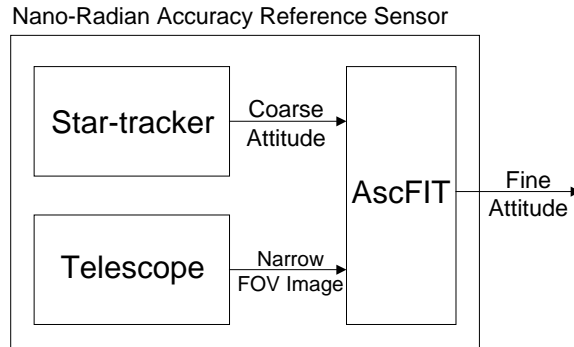 Nano-Radian Accuracy Reference Sensor
Star-tracker
Coarse
Attitude
AscFIT
Fine
Attitude
Telescope
Narrow
FOV Image